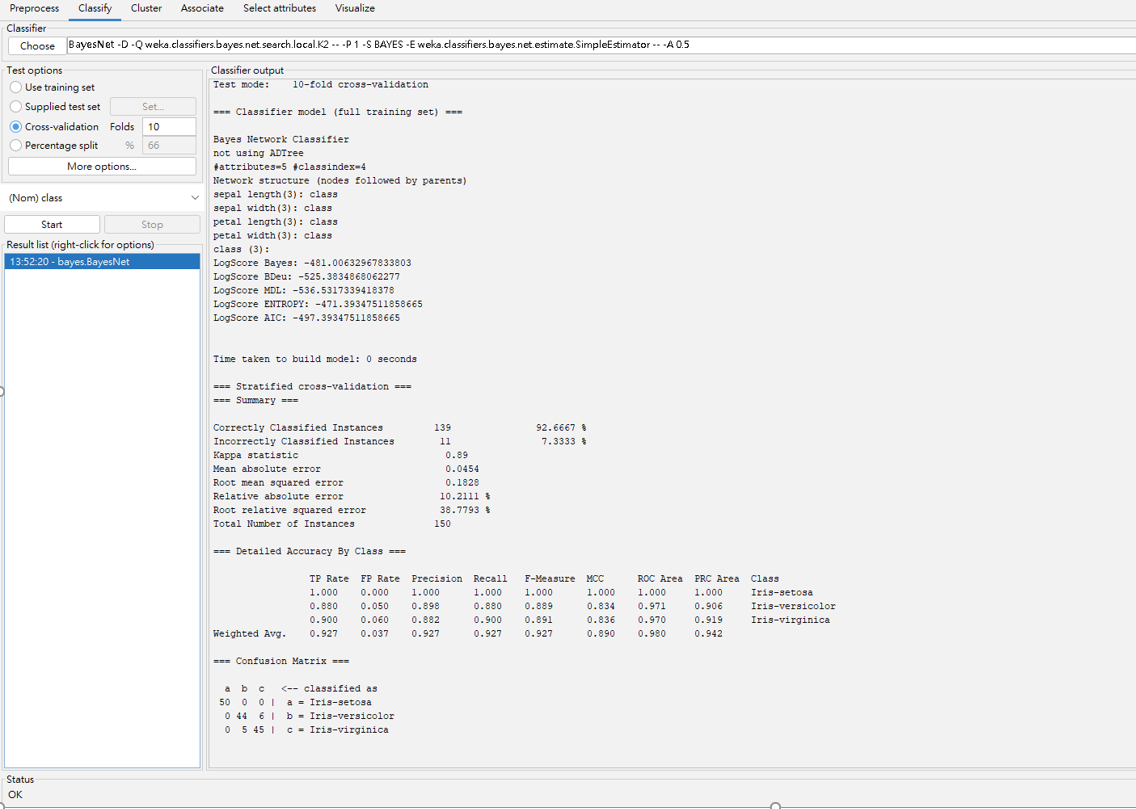 Preprocess Classify Cluster Associate Select attributes Visualize
Classifier
Choose BayesNet -D -Q weka.classifiers.bayes.net.search.local.K2 -- -P 1 -S BAYES -E weka.classifiers.bayes.net.estimate.SimpleEstimator -- -A 0.5
Test options
Use training set
Supplied test set Set...
Cross-validation Folds 10
Percentage split % 66
More options...
(Nom) class
Start Stop
Result list (right-click for options)
13:52:20 - bayes.BayesNet
Classifier output
Test mode: 10-fold cross-validation
=== Classifier model (full training set) ===
Bayes Network Classifier
not using ADTree
#attributes=5 #classindex=4
Network structure (nodes followed by parents)
sepal length(3): class
sepal width(3): class
petal length(3): class
petal width(3): class
class (3):
LogScore Bayes: -481.00632967833803
LogScore BDeu: -525.3834868062277
LogScore MDL: -536.5317339418378
LogScore ENTROPY: -471.39347511858665
LogScore AIC: -497.39347511858665
Time taken to build model: 0 seconds
=== Stratified cross-validation ===
=== Summary ===
Correctly Classified Instances 139 92.6667 %
Incorrectly Classified Instances 11 7.3333 %
Kappa statistic 0.89
Mean absolute error 0.0454
Root mean squared error 0.1828
Relative absolute error 10.2111 %
Root relative squared error 38.7793 %
Total Number of Instances 150
=== Detailed Accuracy By Class ===
TP Rate FP Rate Precision Recall F-Measure MCC ROC Area PRC Area Class
1.000 0.000 1.000 1.000 1.000 1.000 1.000 1.000 Iris-setosa
0.880 0.050 0.898 0.880 0.889 0.834 0.971 0.906 Iris-versicolor
0.900 0.060 0.882 0.900 0.891 0.836 0.970 0.919 Iris-virginica
Weighted Avg. 0.927 0.037 0.927 0.927 0.927 0.890 0.980 0.942
=== Confusion Matrix ===
a b c <-- classified as
50 0 0 | a = Iris-setosa
0 44 6 | b = Iris-versicolor
0 5 45 | c = Iris-virginica
Status
OK